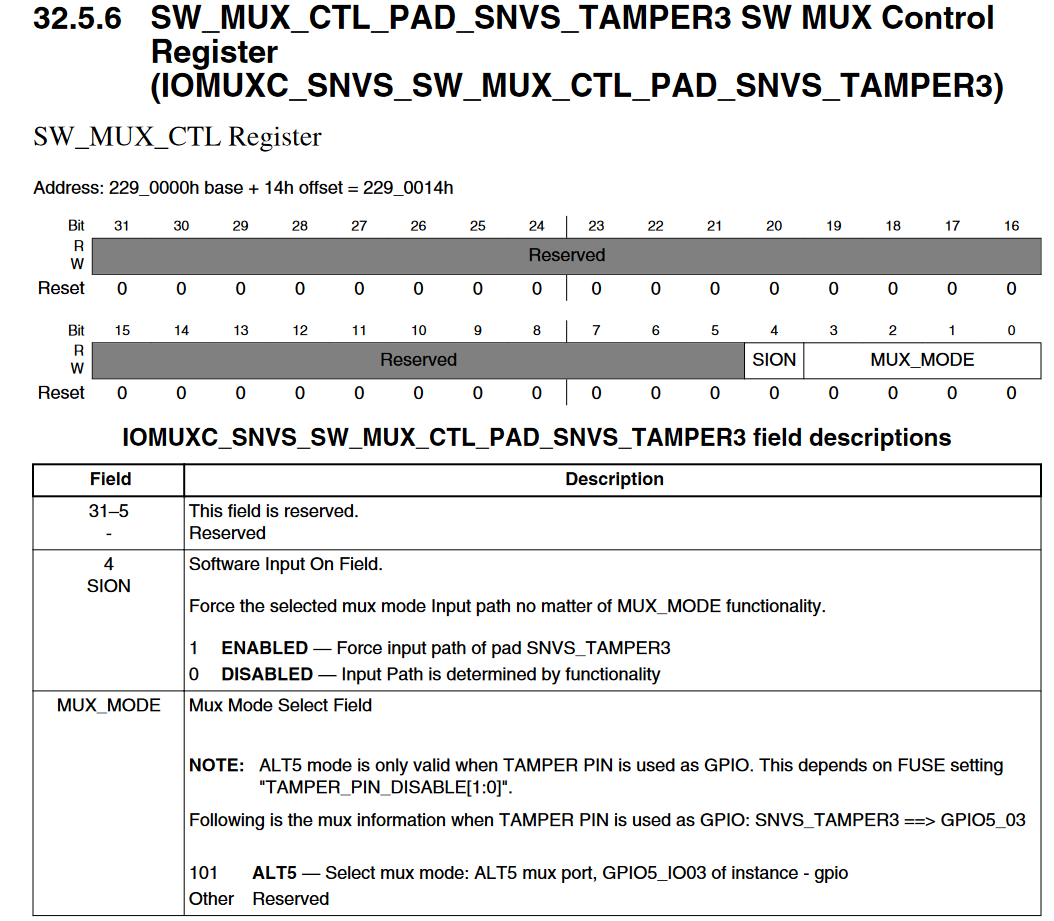 32.5.6 SW_MUX_CTL_PAD_SNVS_TAMPER3 SW MUX Control
Register
(IOMUXC_SNVS_SW_MUX_CTL_PAD_SNVS_TAMPER3)
SW_MUX_CTL Register
Address: 229_0000h base + 14h offset = 229_0014h
Bit 31 30 29 28 27 26 25 24 23 22 21 20 19 18 17 16
R
Reserved
W
Reset 0 0 0 0 0 0 0 0 0 0 0 0 0 0 0 0
Bit 15 14 13 12 11 10 9 8 7 6 5 4 3 2 1 0
R
Reserved SION MUX_MODE
W
Reset 0 0 0 0 0 0 0 0 0 0 0 0 0 0 0 0
IOMUXC_SNVS_SW_MUX_CTL_PAD_SNVS_TAMPER3 field descriptions
Field Description
31–5 This field is reserved.
- Reserved
4 Software Input On Field.
SION
Force the selected mux mode Input path no matter of MUX_MODE functionality.
1 ENABLED — Force input path of pad SNVS_TAMPER3
0 DISABLED — Input Path is determined by functionality
MUX_MODE Mux Mode Select Field
NOTE: ALT5 mode is only valid when TAMPER PIN is used as GPIO. This depends on FUSE setting
"TAMPER_PIN_DISABLE[1:0]".
Following is the mux information when TAMPER PIN is used as GPIO: SNVS_TAMPER3 ==> GPIO5_03
101 ALT5 — Select mux mode: ALT5 mux port, GPIO5_IO03 of instance - gpio
Other Reserved